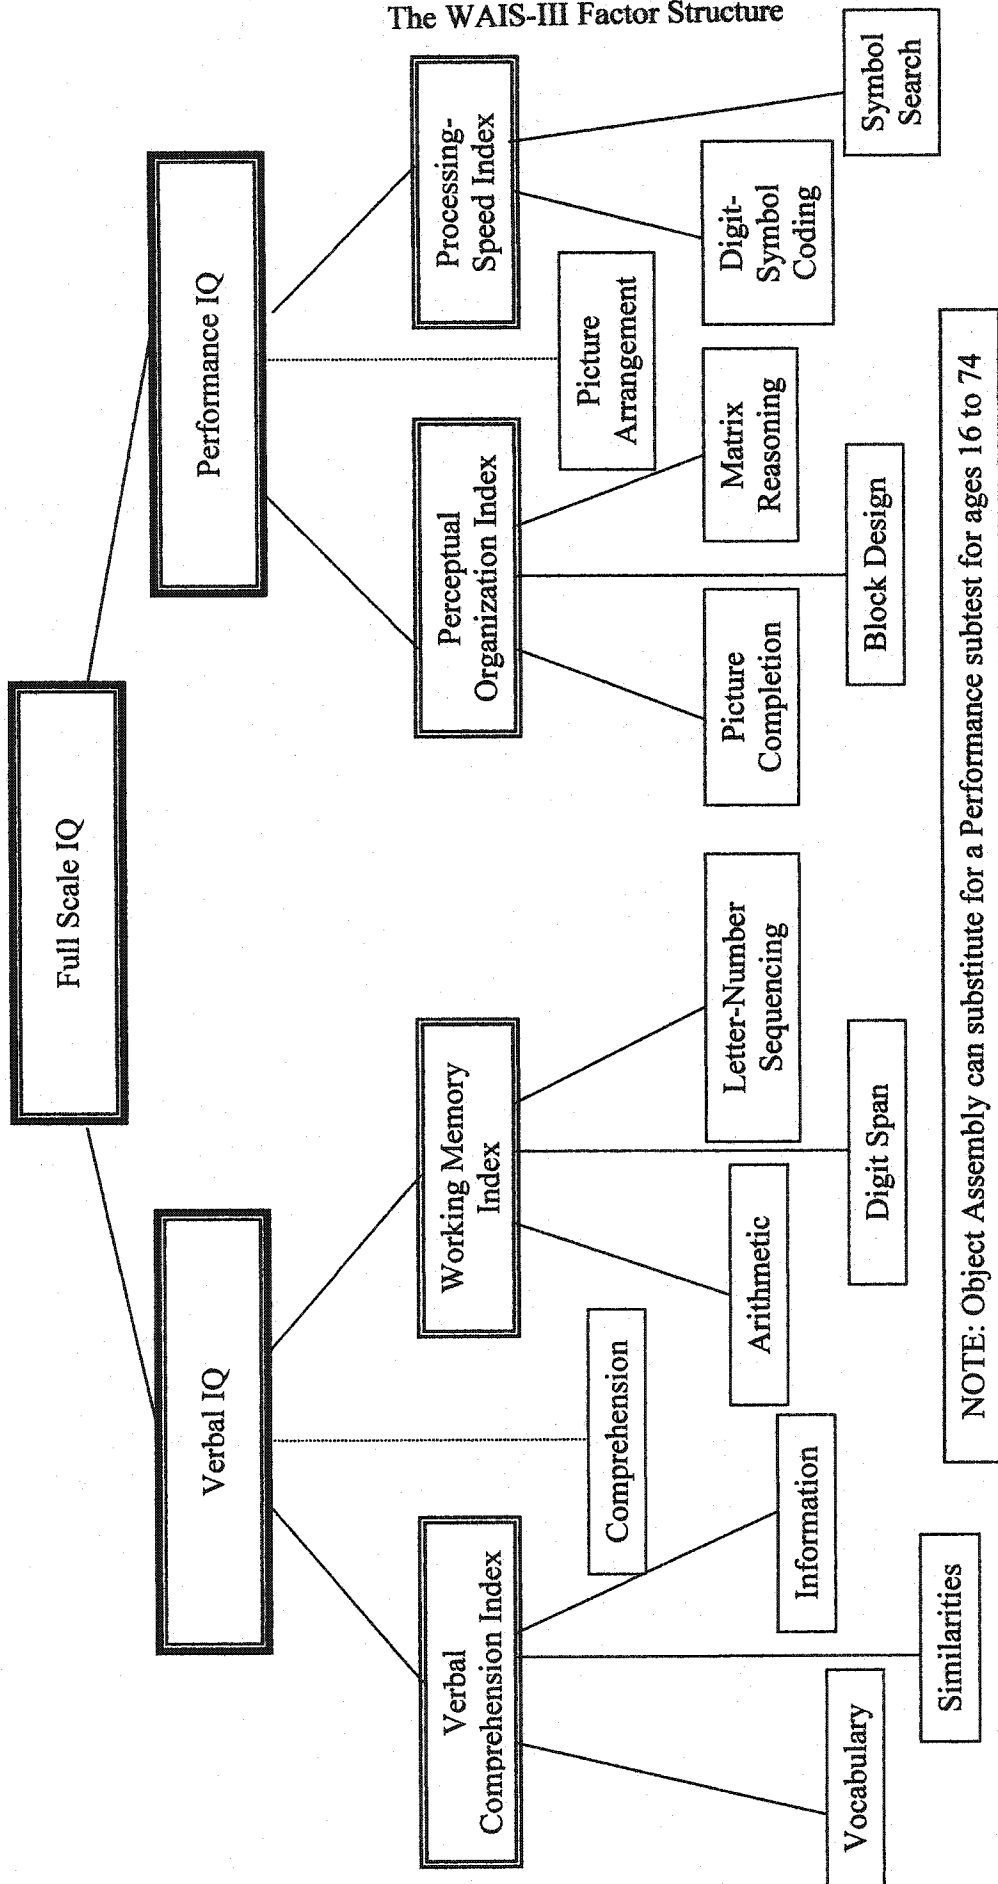 The WAIS-III Factor Structure
Full Scale IQ
Verbal IQ
Performance IQ
Verbal
Comprehension Index
Working Memory
Index
Perceptual
Organization Index
Processing-
Speed Index
Comprehension
Picture
Arrangement
Vocabulary
Similarities
Information
Arithmetic
Digit Span
Letter-Number
Sequencing
Picture
Completion
Block Design
Matrix
Reasoning
Digit-
Symbol
Coding
Symbol
Search
NOTE: Object Assembly can substitute for a Performance subtest for ages 16 to 74